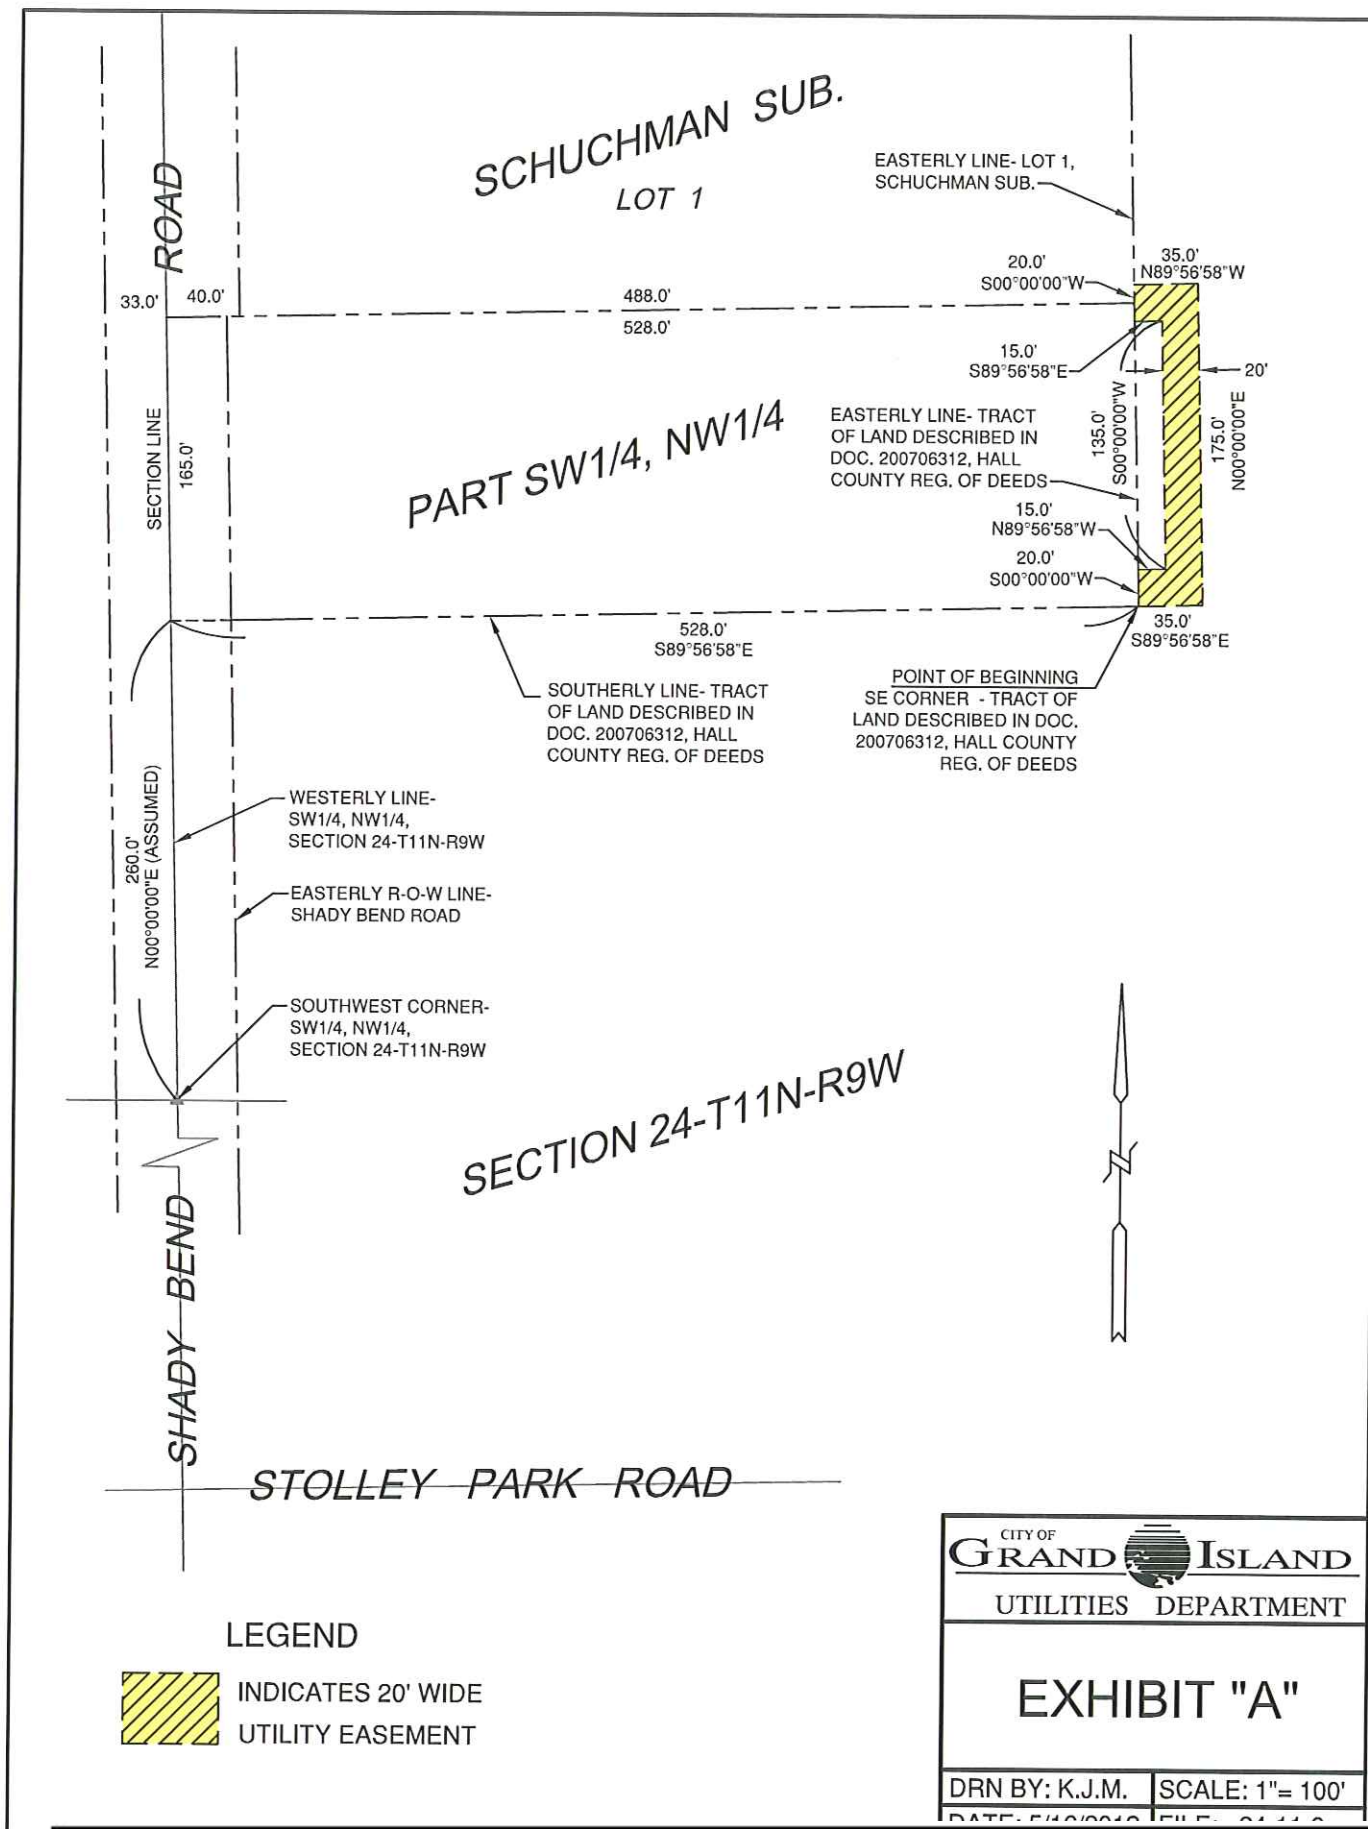 SCHUCHMAN SUB.
LOT 1
EASTERLY LINE- LOT 1,
SCHUCHMAN SUB.
ROAD
33.0'
40.0'
488.0'
528.0'
20.0'
S00°00'00"W
35.0'
N89°56'58"W
15.0'
S89°56'58"E
20'
SECTION LINE
165.0'
PART SW1/4, NW1/4
EASTERLY LINE- TRACT
OF LAND DESCRIBED IN
DOC. 200706312, HALL
COUNTY REG. OF DEEDS
135.0'
S00°00'00"W
175.0'
N00°00'00"E
15.0'
N89°56'58"W
20.0'
S00°00'00"W
528.0'
S89°56'58"E
35.0'
S89°56'58"E
SOUTHERLY LINE- TRACT
OF LAND DESCRIBED IN
DOC. 200706312, HALL
COUNTY REG. OF DEEDS
POINT OF BEGINNING
SE CORNER - TRACT OF
LAND DESCRIBED IN DOC.
200706312, HALL COUNTY
REG. OF DEEDS
260.0'
N00°00'00"E (ASSUMED)
WESTERLY LINE-
SW1/4, NW1/4,
SECTION 24-T11N-R9W
EASTERLY R-O-W LINE-
SHADY BEND ROAD
SOUTHWEST CORNER-
SW1/4, NW1/4,
SECTION 24-T11N-R9W
SECTION 24-T11N-R9W
SHADY BEND
STOLLEY PARK ROAD
LEGEND
INDICATES 20' WIDE
UTILITY EASEMENT
CITY OF
GRAND ISLAND
UTILITIES DEPARTMENT
EXHIBIT "A"
DRN BY: K.J.M.
SCALE: 1"= 100'
DATE:
FILE: